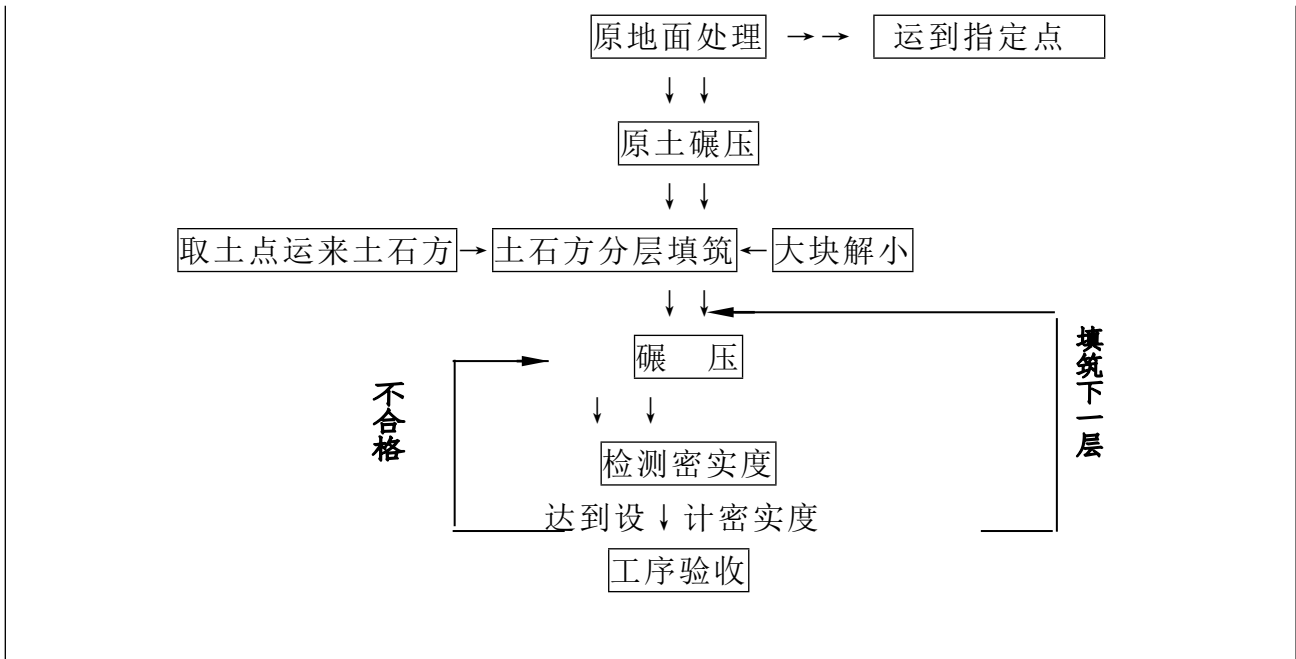 原地面处理 →→ 运到指定点
↓ ↓
原土碾压
↓ ↓
取土点运来土石方→土石方分层填筑←大块解小
↓ ↓
碾 压
填筑下一层
不合格
↓ ↓
检测密实度
达到设↓计密实度
工序验收